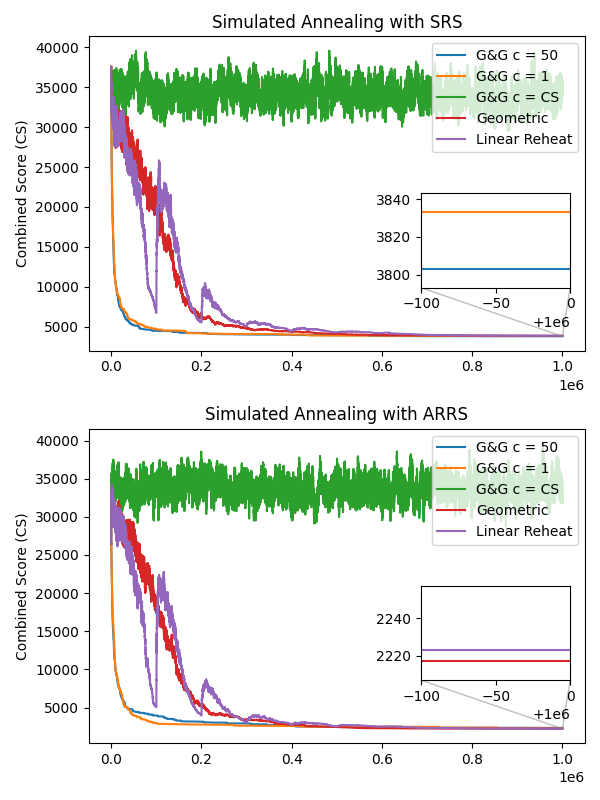 Simulated Annealing with SRS
Combined Score (CS)
40000
35000
30000
25000
20000
15000
10000
5000
G&G c = 50
G&G c = 1
G&G c = CS
Geometric
Linear Reheat
3840
3820
3800
−100
−50
0
+1e6
0.0
0.2
0.4
0.6
0.8
1.0
1e6
Simulated Annealing with ARRS
Combined Score (CS)
40000
35000
30000
25000
20000
15000
10000
5000
G&G c = 50
G&G c = 1
G&G c = CS
Geometric
Linear Reheat
2240
2220
−100
−50
0
+1e6
0.0
0.2
0.4
0.6
0.8
1.0
1e6